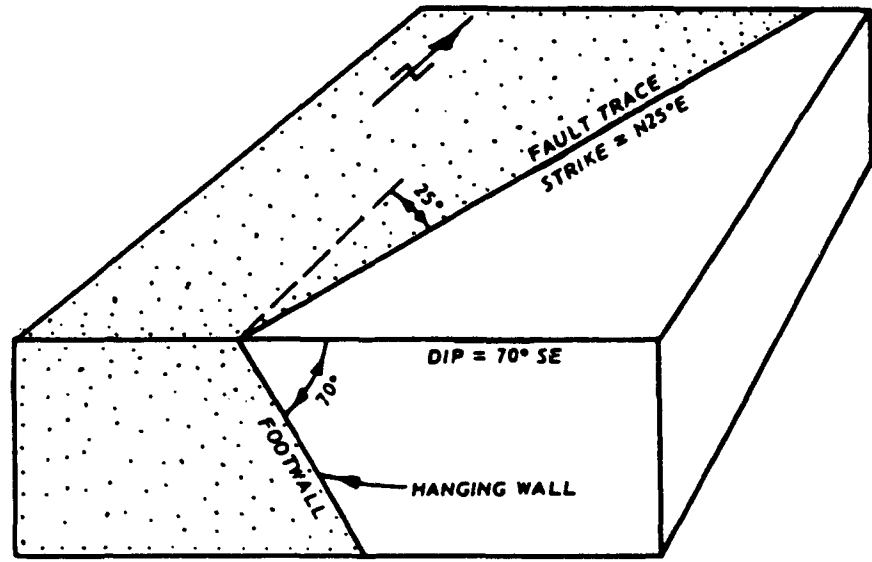 N
FAULT TRACE
STRIKE = N25°E
25°
DIP = 70° SE
70°
FOOTWALL
HANGING WALL